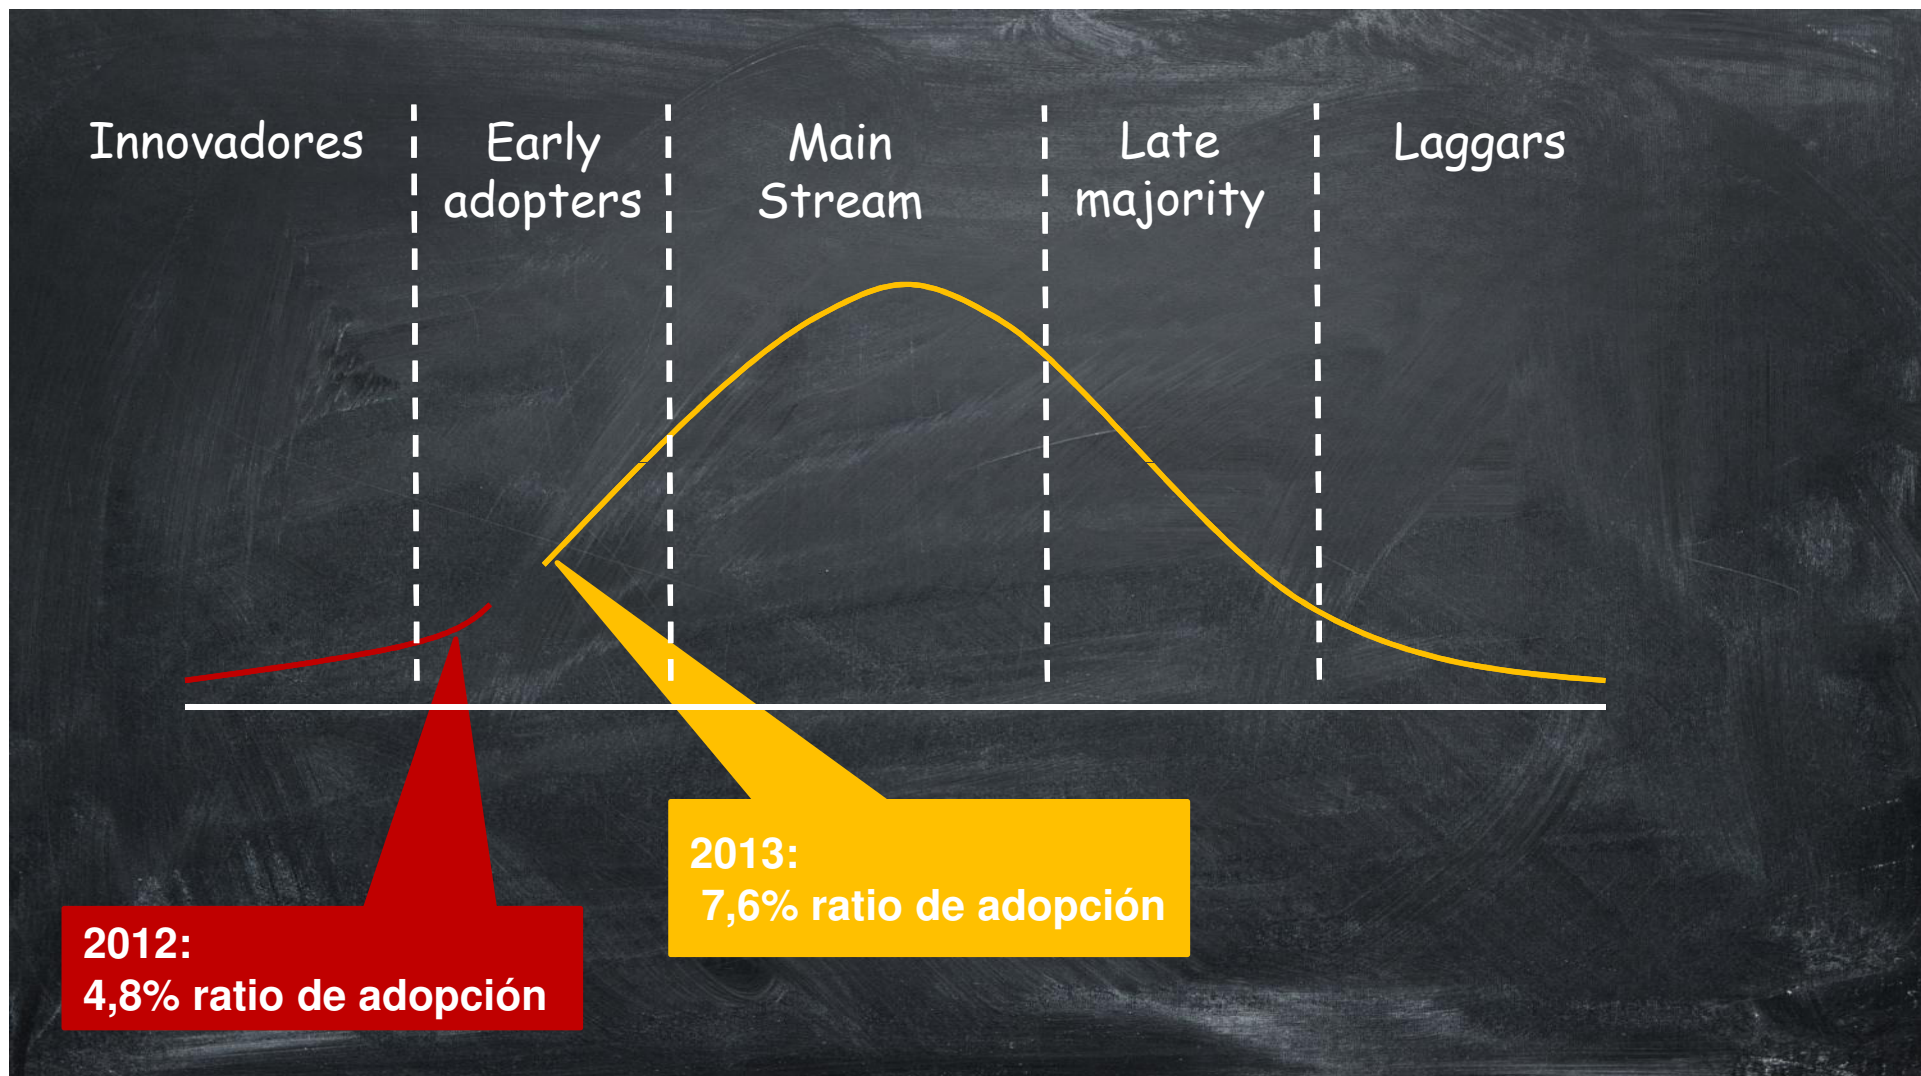 Innovadores
Early
adopters
Main
Stream
Late
majority
Laggars
2013:
7,6% ratio de adopción
2012:
4,8% ratio de adopción